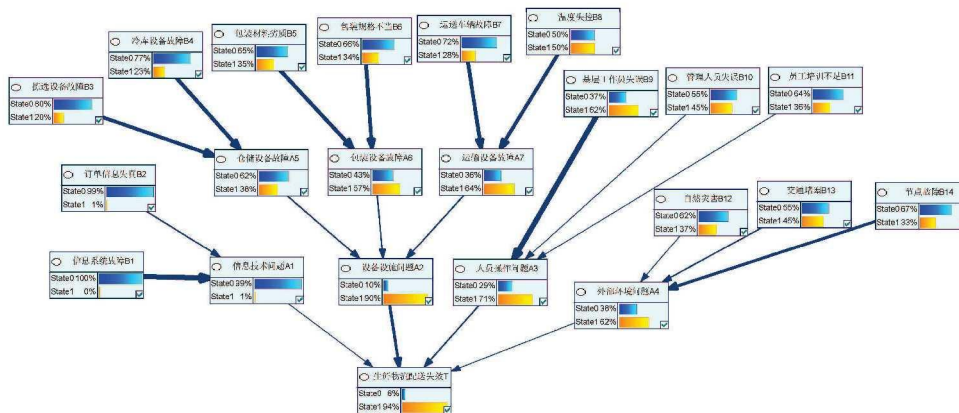 冷库设备故障B4
State0 77%
State1 23%
包装材料劣质B5
State0 65%
State1 35%
包装规格不当B6
State0 66%
State1 34%
运送车辆故障B7
State0 72%
State1 28%
温度失控B8
State0 50%
State1 50%
拣选设备故障B3
State0 80%
State1 20%
基层工作员失误B9
State0 37%
State1 62%
管理人员失误B10
State0 55%
State1 45%
员工培训不足B11
State0 64%
State1 36%
订单信息失真B2
State0 99%
State1 1%
仓储设备故障A5
State0 62%
State1 38%
包装设备故障A6
State0 43%
State1 57%
运输设备故障A7
State0 36%
State1 64%
自然灾害B12
State0 62%
State1 37%
交通堵塞B13
State0 55%
State1 45%
节点故障B14
State0 67%
State1 33%
信息系统故障B1
State0 100%
State1 0%
信息技术问题A1
State0 99%
State1 1%
设备设施问题A2
State0 10%
State1 90%
人员操作问题A3
State0 29%
State1 71%
外部环境问题A4
State0 38%
State1 62%
生鲜物流配送失效T
State0 6%
State1 94%